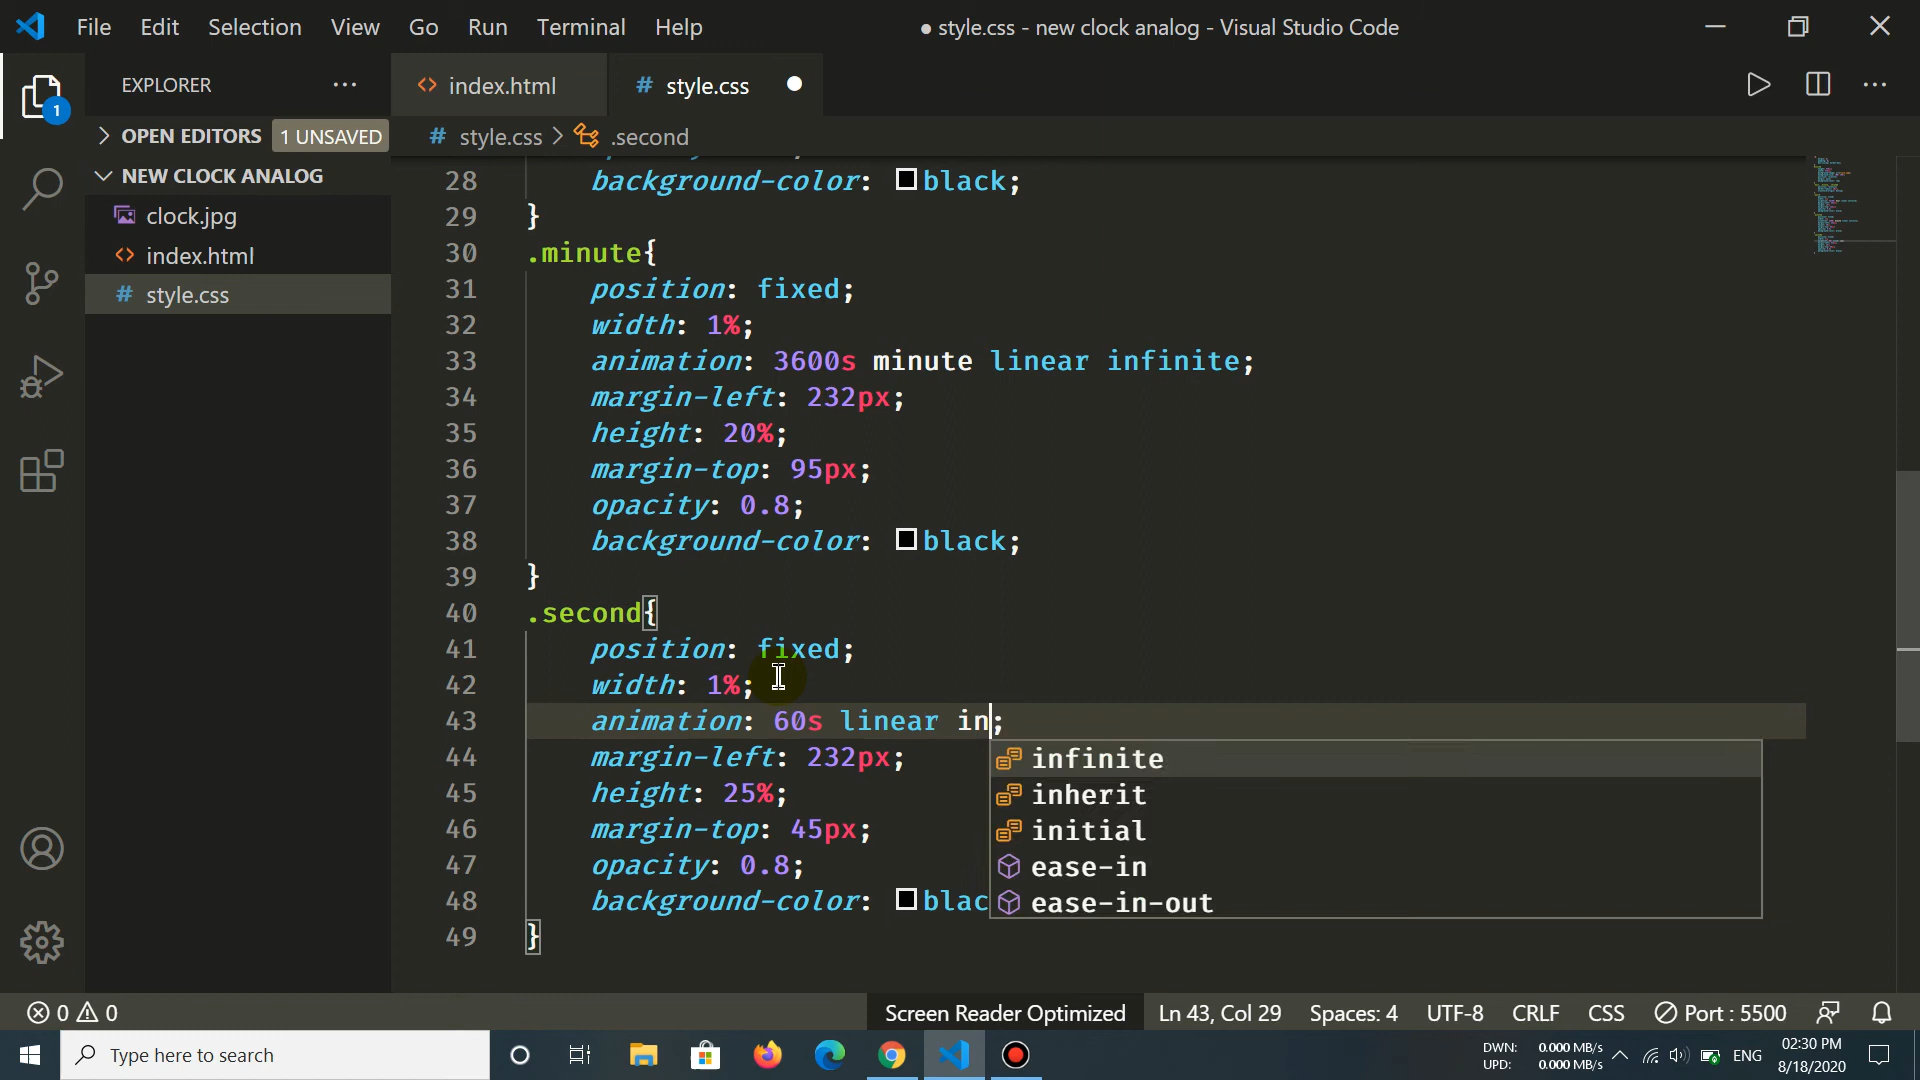 File Edit Selection View Go Run Terminal Help
● style.css - new clock analog - Visual Studio Code
EXPLORER
OPEN EDITORS 1 UNSAVED
NEW CLOCK ANALOG
clock.jpg
<> index.html
# style.css
1
<> index.html
# style.css ●
# style.css > .second
28 background-color: black;
29 }
30 .minute{
31 position: fixed;
32 width: 1%;
33 animation: 3600s minute linear infinite;
34 margin-left: 232px;
35 height: 20%;
36 margin-top: 95px;
37 opacity: 0.8;
38 background-color: black;
39 }
40 .second{
41 position: fixed;
42 width: 1%;
43 animation: 60s linear in;
44 margin-left: 232px;
45 height: 25%;
46 margin-top: 45px;
47 opacity: 0.8;
48 background-color: blac
49 }
infinite
inherit
initial
ease-in
ease-in-out
0 0
Screen Reader Optimized Ln 43, Col 29 Spaces: 4 UTF-8 CRLF CSS Port : 5500
Type here to search
DWN: 0.000 MB/s
UPD: 0.000 MB/s
ENG
02:30 PM
8/18/2020